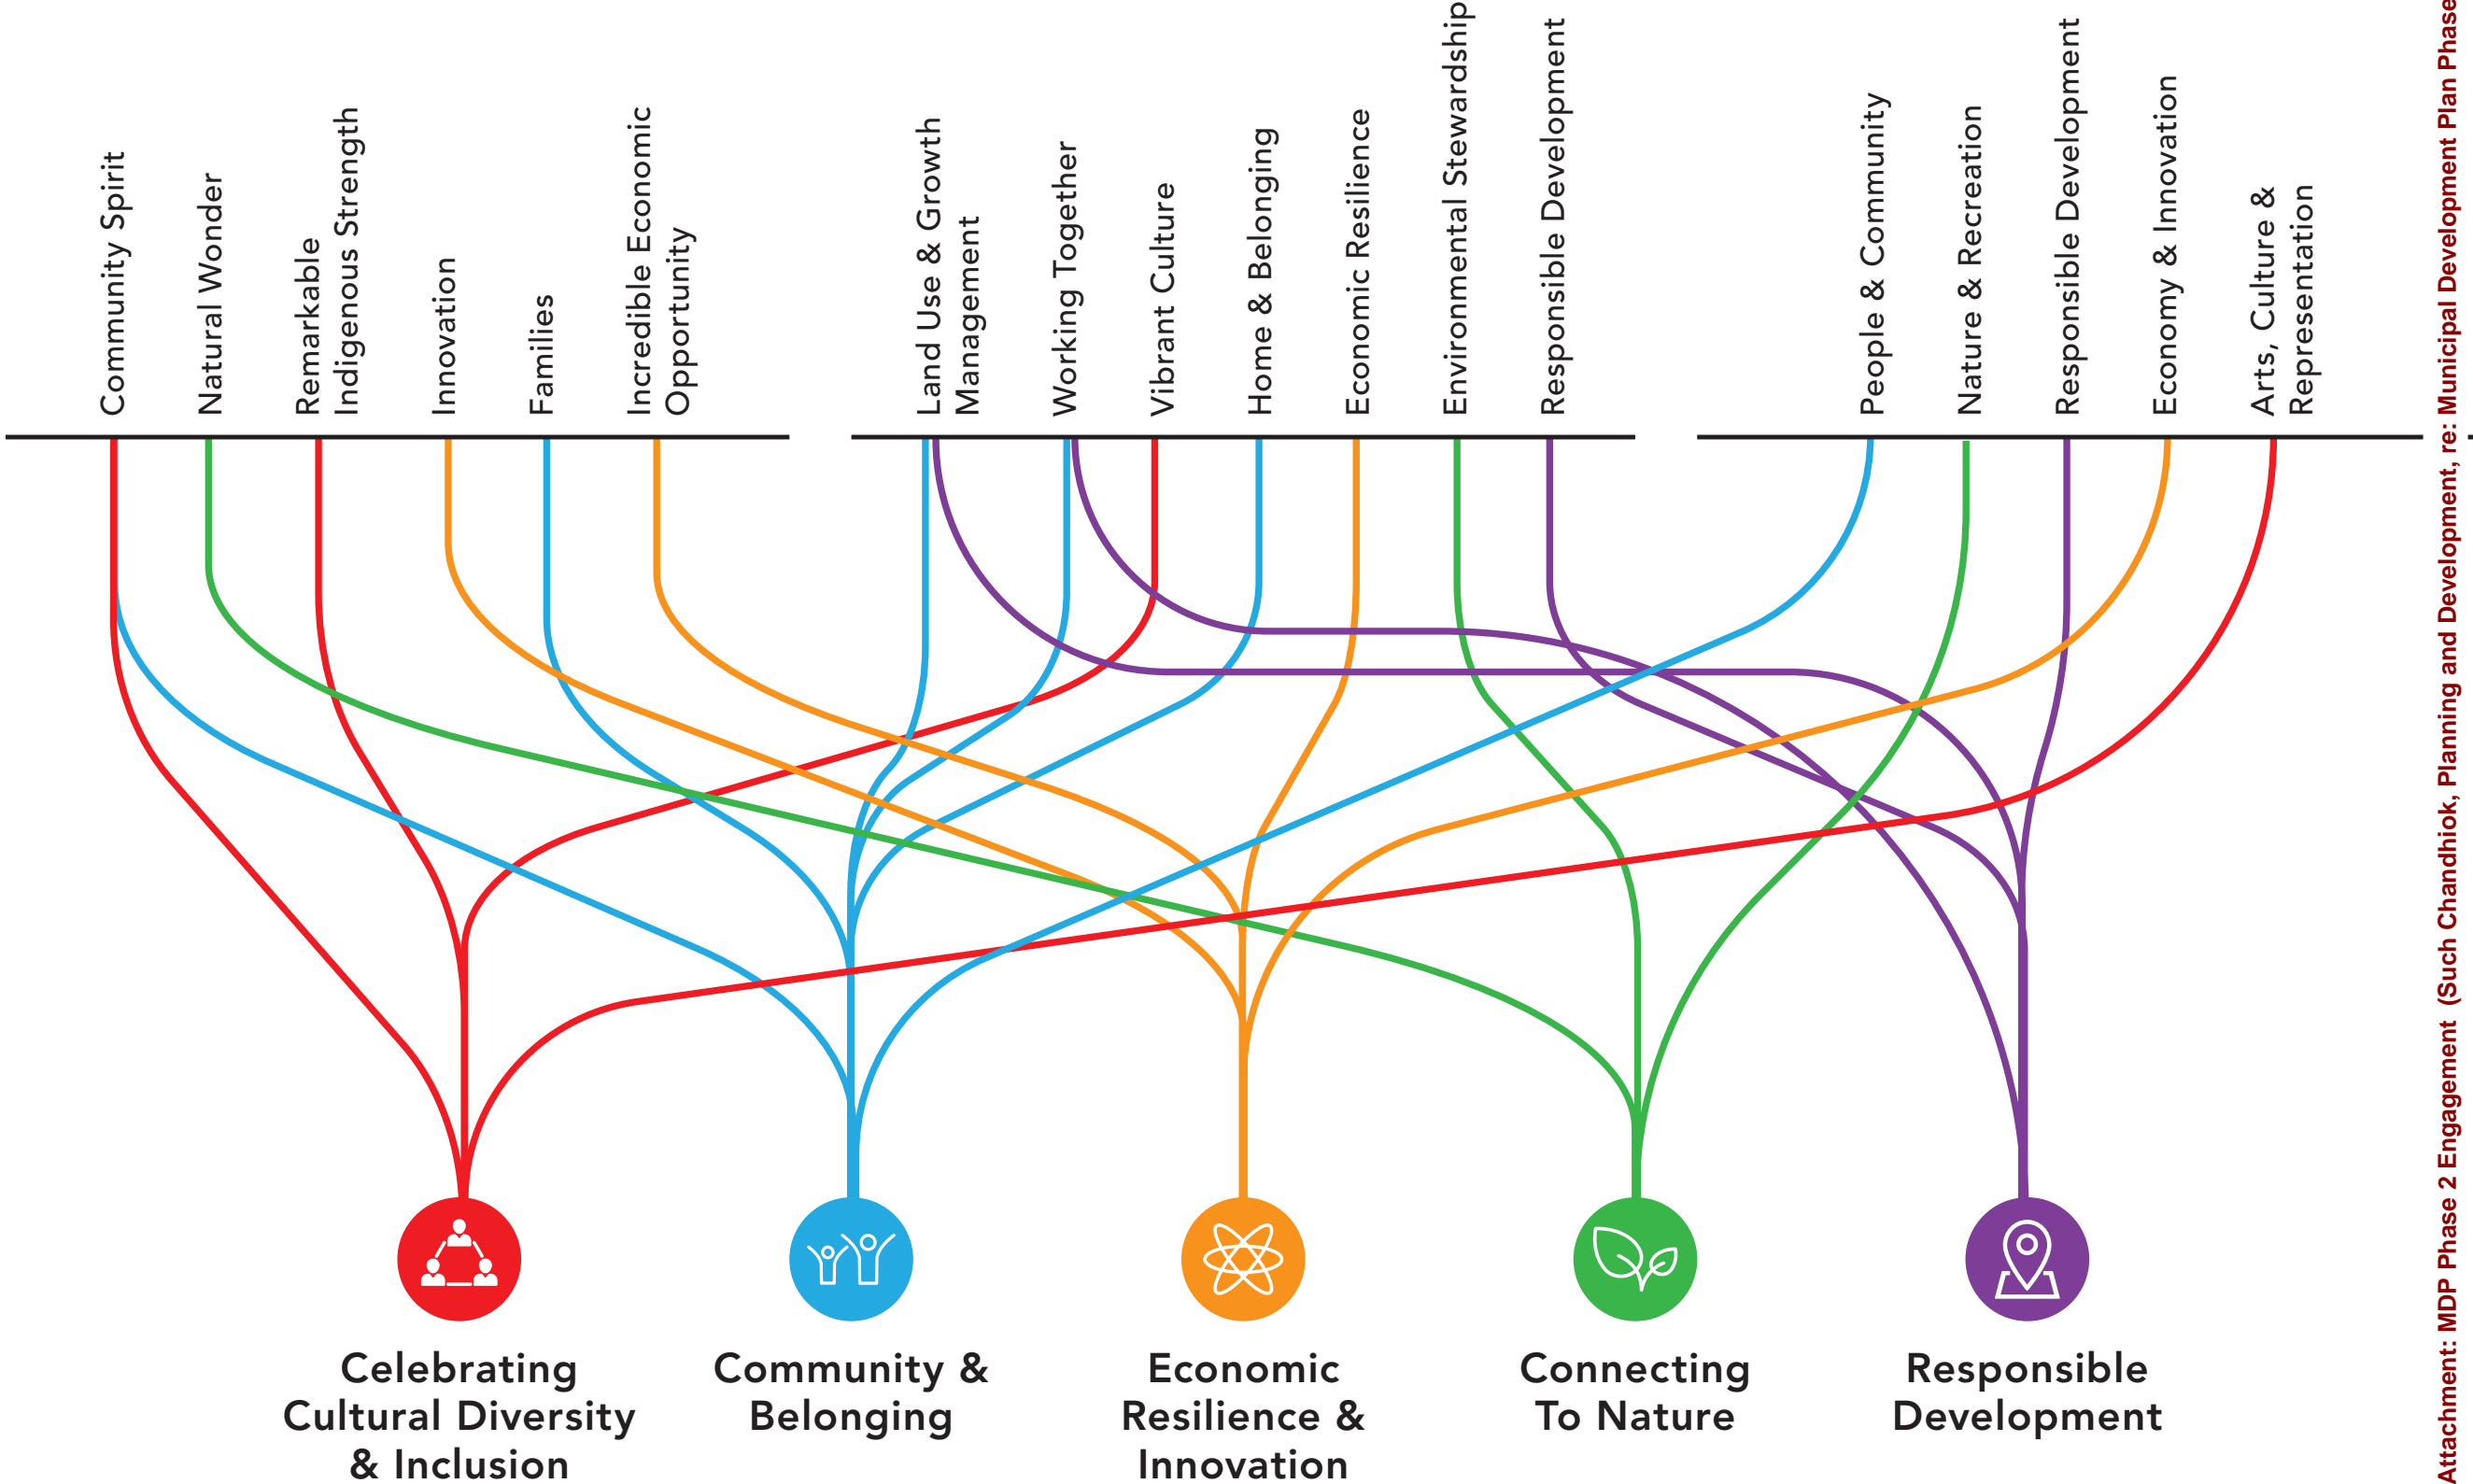 Community Spirit
Natural Wonder
Remarkable
Indigenous Strength
Innovation
Families
Incredible Economic
Opportunity
Land Use & Growth
Management
Working Together
Vibrant Culture
Home & Belonging
Economic Resilience
Environmental Stewardship
Responsible Development
People & Community
Nature & Recreation
Responsible Development
Economy & Innovation
Arts, Culture &
Representation
Celebrating
Cultural Diversity
& Inclusion
Community &
Belonging
Economic
Resilience &
Innovation
Connecting
To Nature
Responsible
Development
Attachment: MDP Phase 2 Engagement (Such Chandhiok, Planning and Development, re: Municipal Development Plan Phase